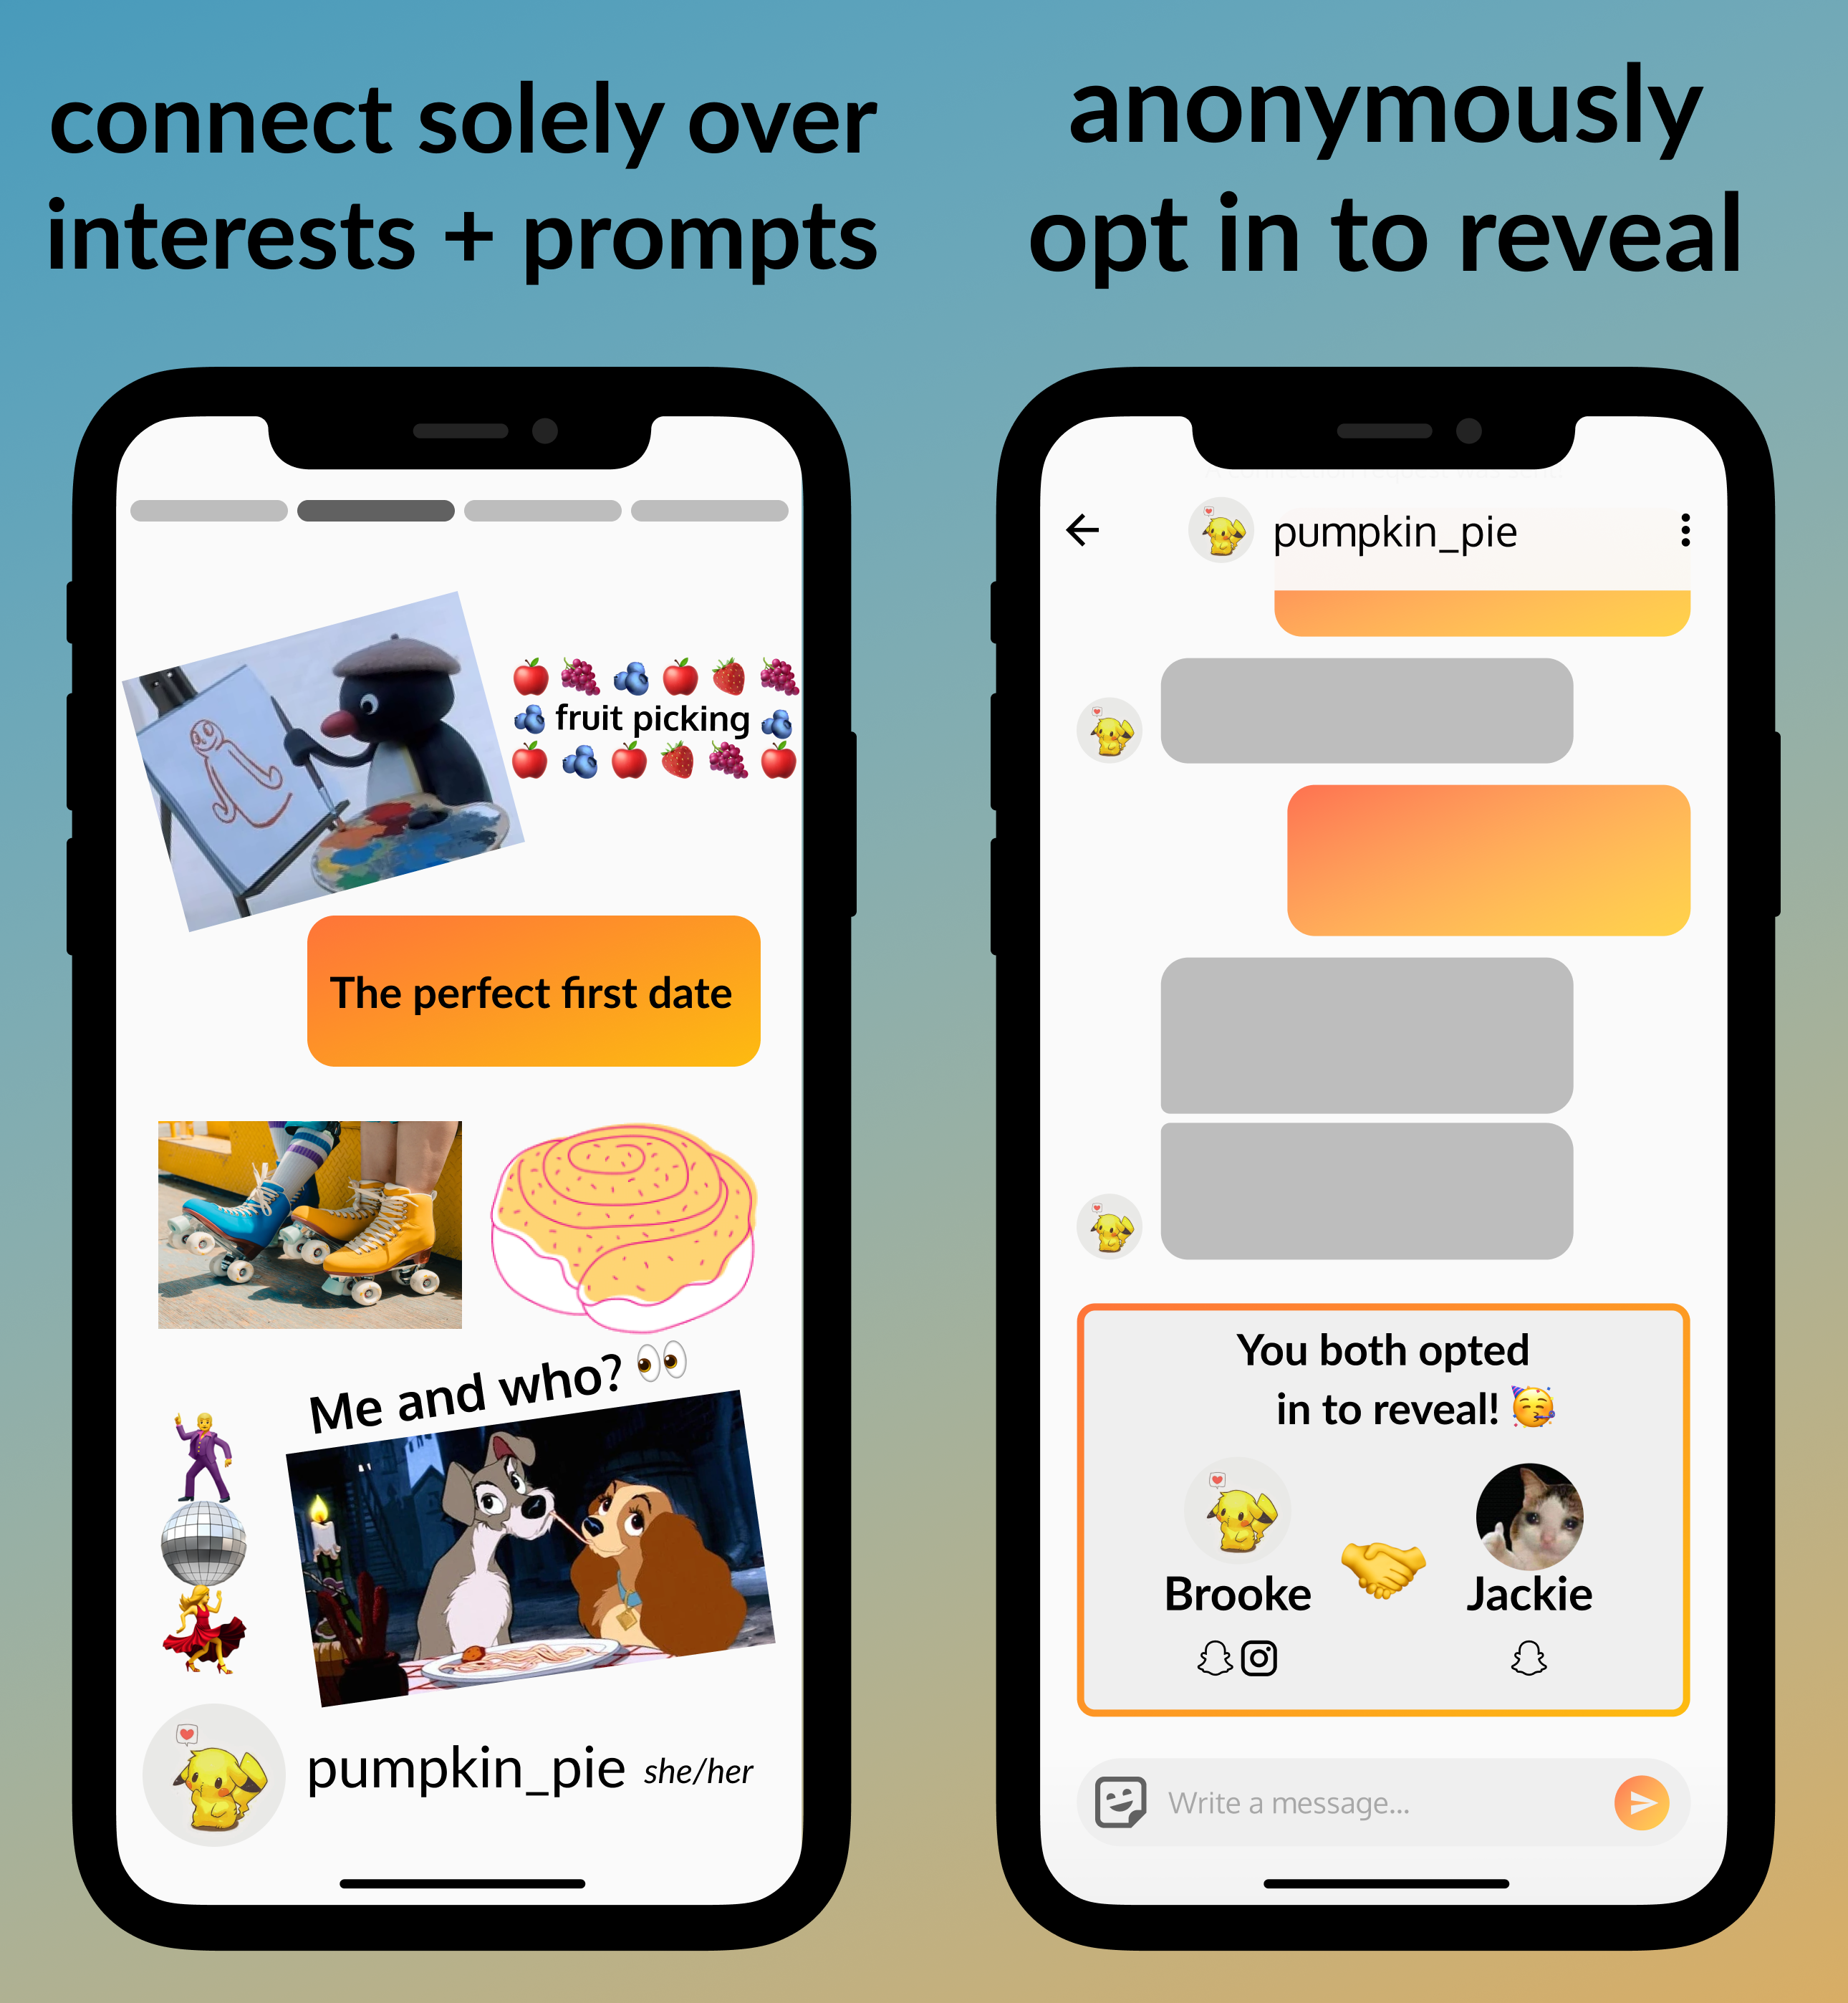 connect solely over
interests + prompts
fruit picking
The perfect first date
Me and who? 👀
pumpkin_pie she/her
anonymously
opt in to reveal
pumpkin_pie
You both opted
in to reveal! 🥳
Brooke
Jackie
Write a message...